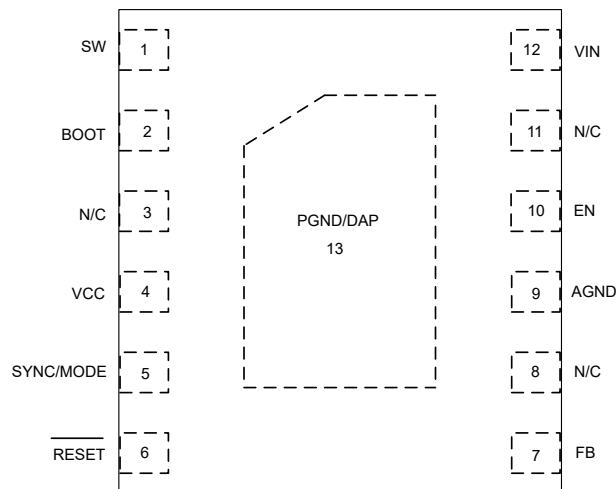 SW 1 12 VIN
BOOT 2 11 N/C
N/C 3 10 EN
PGND/DAP
13
VCC 4 9 AGND
SYNC/MODE 5 8 N/C
RESET 6 7 FB